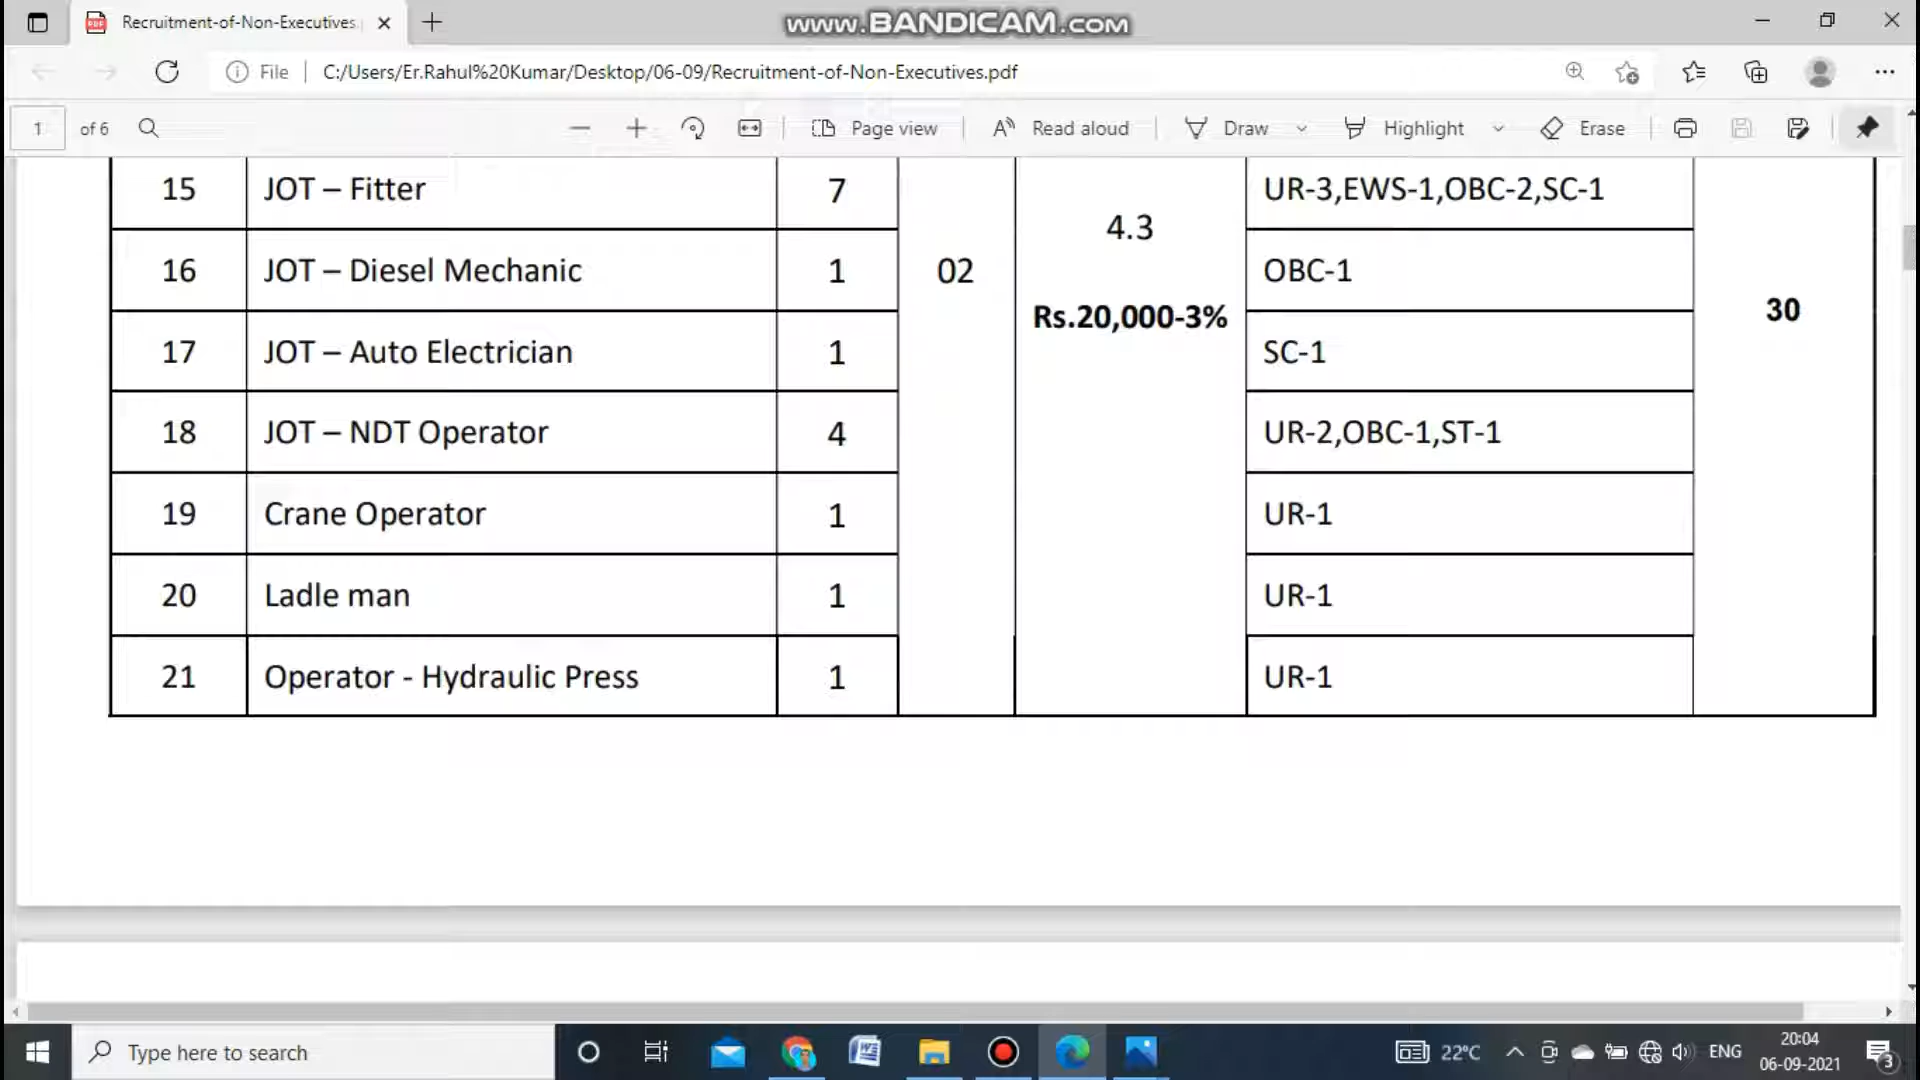 Recruitment-of-Non-Executives.
www.BANDICAM.com
File
C:/Users/Er.Rahul%20Kumar/Desktop/06-09/Recruitment-of-Non-Executives.pdf
1 of 6
Page view
Read aloud
Draw
Highlight
Erase
15 JOT – Fitter 7 UR-3,EWS-1,OBC-2,SC-1
4.3
16 JOT – Diesel Mechanic 1 02 OBC-1
Rs.20,000-3%
30
17 JOT – Auto Electrician 1 SC-1
18 JOT – NDT Operator 4 UR-2,OBC-1,ST-1
19 Crane Operator 1 UR-1
20 Ladle man 1 UR-1
21 Operator - Hydraulic Press 1 UR-1
Type here to search
22°C
ENG
20:04
06-09-2021
3